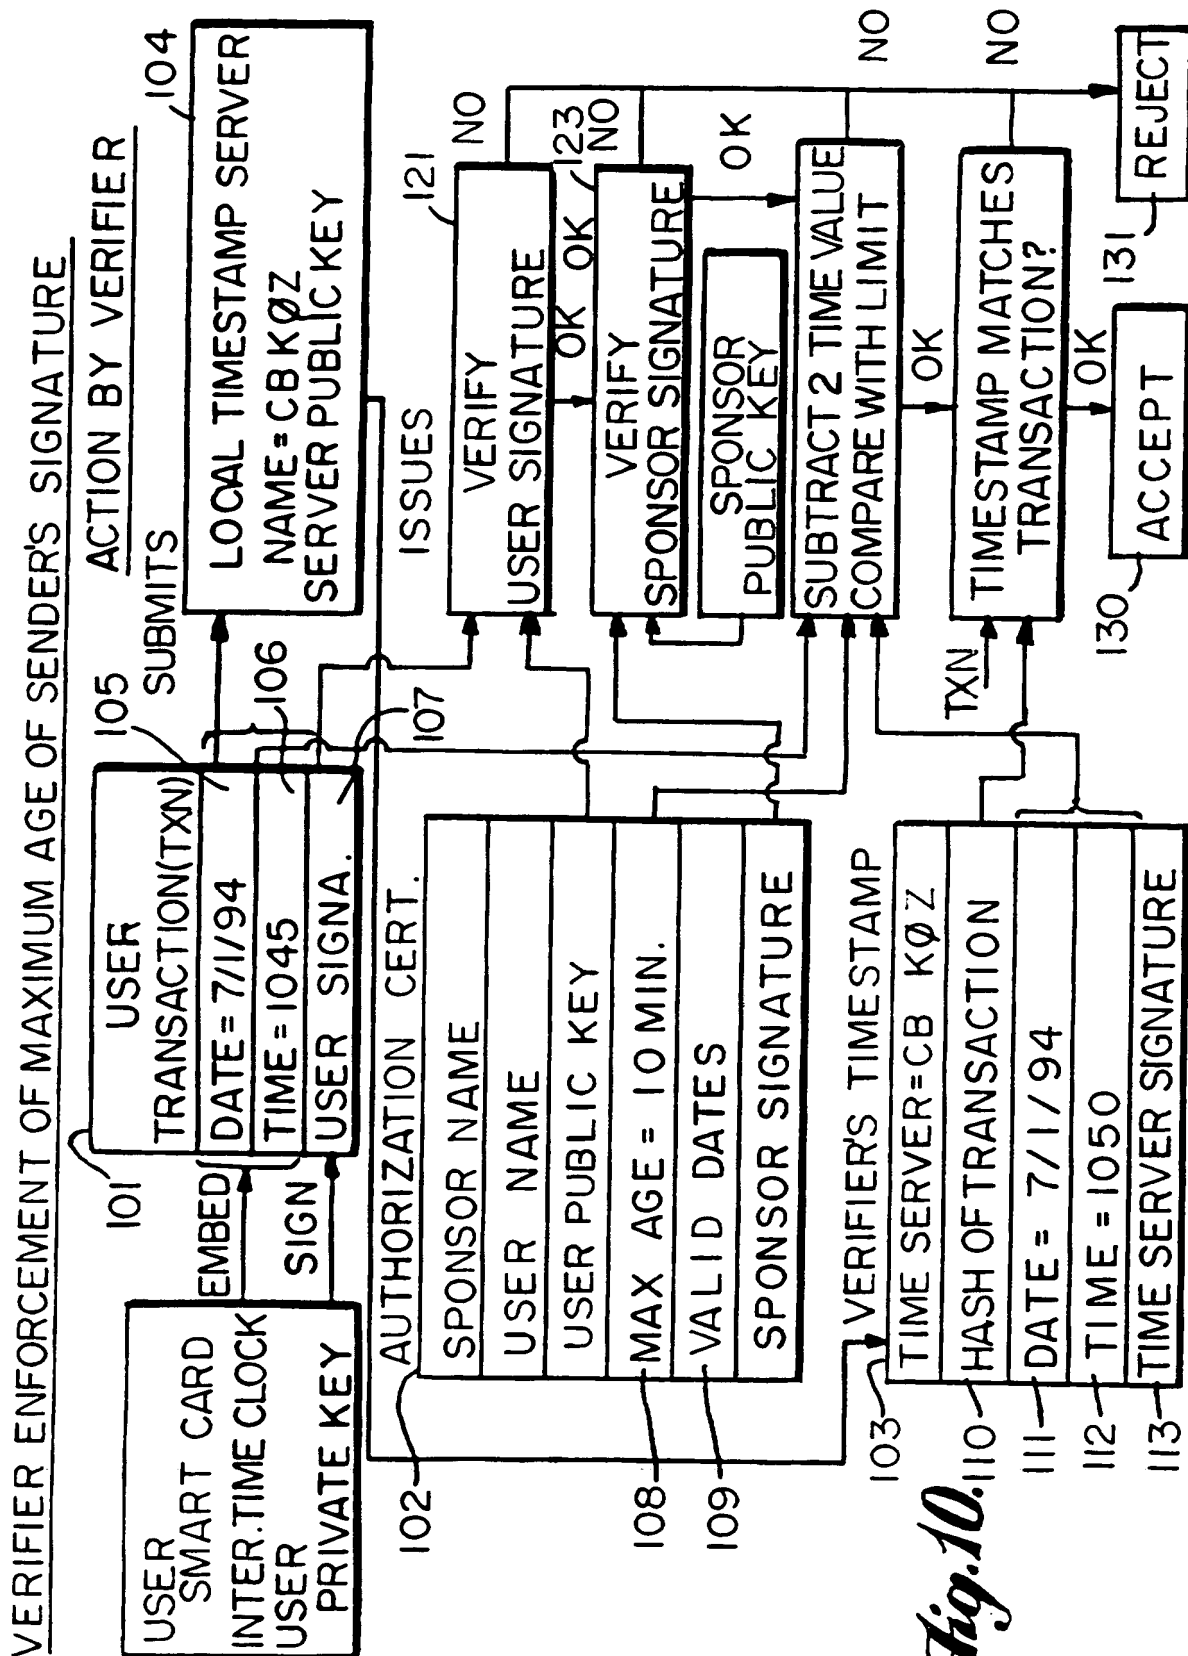 VERIFIER ENFORCEMENT OF MAXIMUM AGE OF SENDER'S SIGNATURE
ACTION BY VERIFIER
USER
SMART CARD
INTER.TIME CLOCK
USER
PRIVATE KEY
EMBED
SIGN
101
USER
TRANSACTION(TXN)
DATE = 7/1/94
TIME = 1045
USER SIGNA.
105
106
107
SUBMITS
104
LOCAL TIMESTAMP SERVER
NAME = CB KØZ
SERVER PUBLIC KEY
ISSUES
102
AUTHORIZATION CERT.
SPONSOR NAME
USER NAME
USER PUBLIC KEY
MAX AGE = 10 MIN.
VALID DATES
SPONSOR SIGNATURE
108
109
121
VERIFY
USER SIGNATURE
NO
OK
OK
123
NO
VERIFY
SPONSOR SIGNATURE
SPONSOR
PUBLIC KEY
OK
SUBTRACT 2 TIME VALUE
COMPARE WITH LIMIT
NO
OK
103
VERIFIER'S TIMESTAMP
TIME SERVER = CB KØZ
HASH OF TRANSACTION
DATE = 7/1/94
TIME = 1050
TIME SERVER SIGNATURE
110
111
112
113
TXN
TIMESTAMP MATCHES
TRANSACTION?
NO
OK
130
ACCEPT
131
REJECT
Fig. 10.